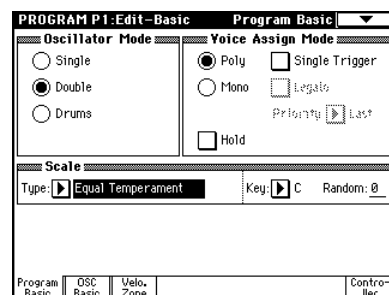 PROGRAM P1:Edit-Basic Program Basic
Oscillator Mode Voice Assign Mode
Single Poly Single Trigger
Double Mono Legato
Drums Priority Last
Hold
Scale
Type: Equal Temperament Key: C Random: 0
Program Basic OSC Basic Velo. Zone Contro-ller